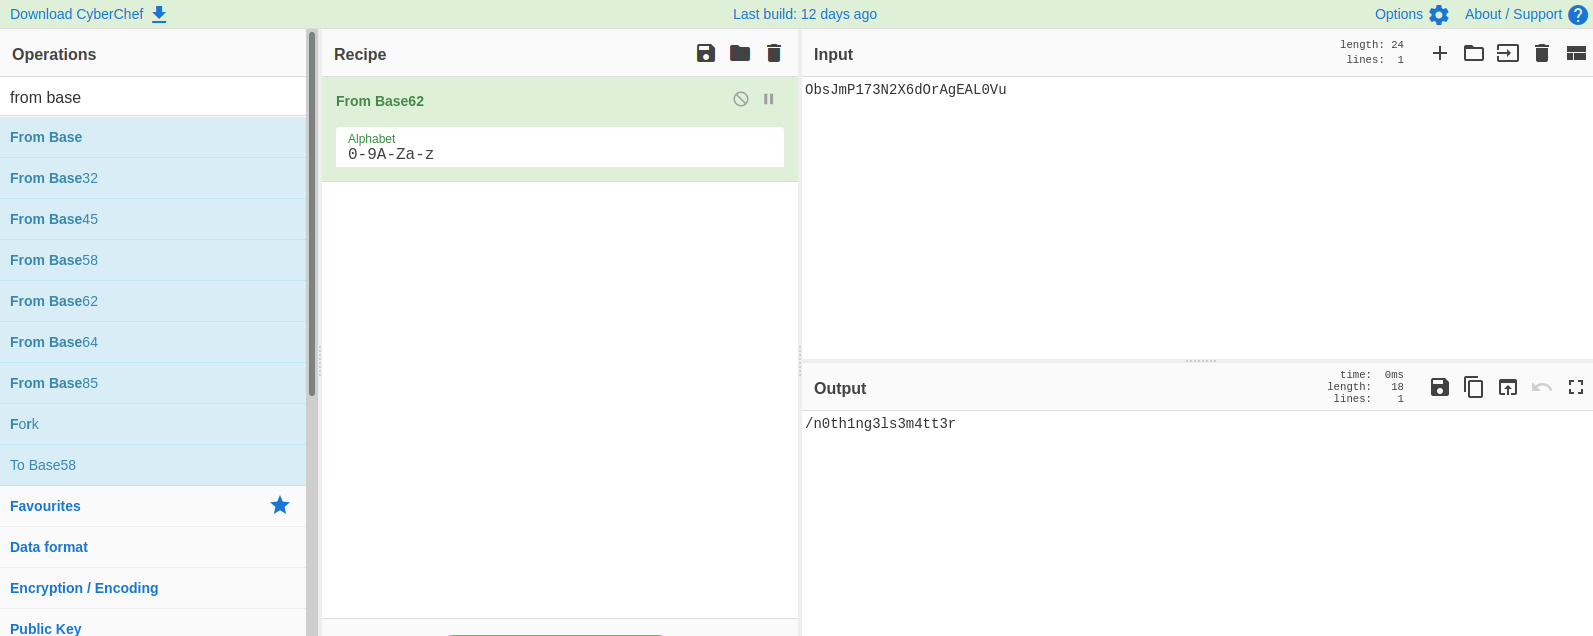 Download CyberChef
Last build: 12 days ago
Options
About / Support
Operations
from base
From Base
From Base32
From Base45
From Base58
From Base62
From Base64
From Base85
Fork
To Base58
Favourites
Data format
Encryption / Encoding
Public Key
Recipe
From Base62
Alphabet
0-9A-Za-z
Input
length: 24
lines: 1
ObsJmP173N2X6dOrAgEAL0Vu
Output
time: 0ms
length: 18
lines: 1
/n0th1ng3ls3m4tt3r